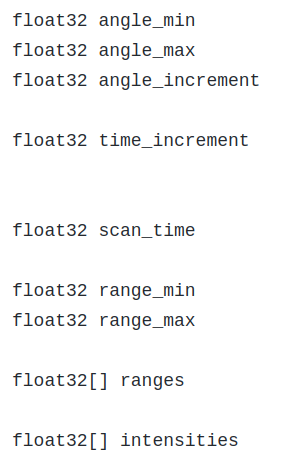 float32 angle_min
float32 angle_max
float32 angle_increment
float32 time_increment
float32 scan_time
float32 range_min
float32 range_max
float32[] ranges
float32[] intensities